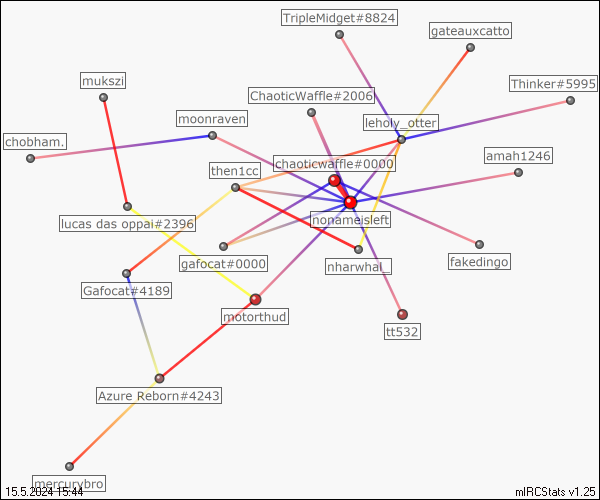 TripleMidget#8824
gateauxcatto
mukszi
ChaoticWaffle#2006
Thinker#5995
moonraven
leholy_otter
chobham.
chaoticwaffle#0000
amah1246
then1cc
lucas das oppai#2396
nonameisleft
gafocat#0000
nharwhal_
fakedingo
Gafocat#4189
motorthud
tt532
Azure Reborn#4243
mercurybro
15.5.2024 15:44
mIRCStats v1.25